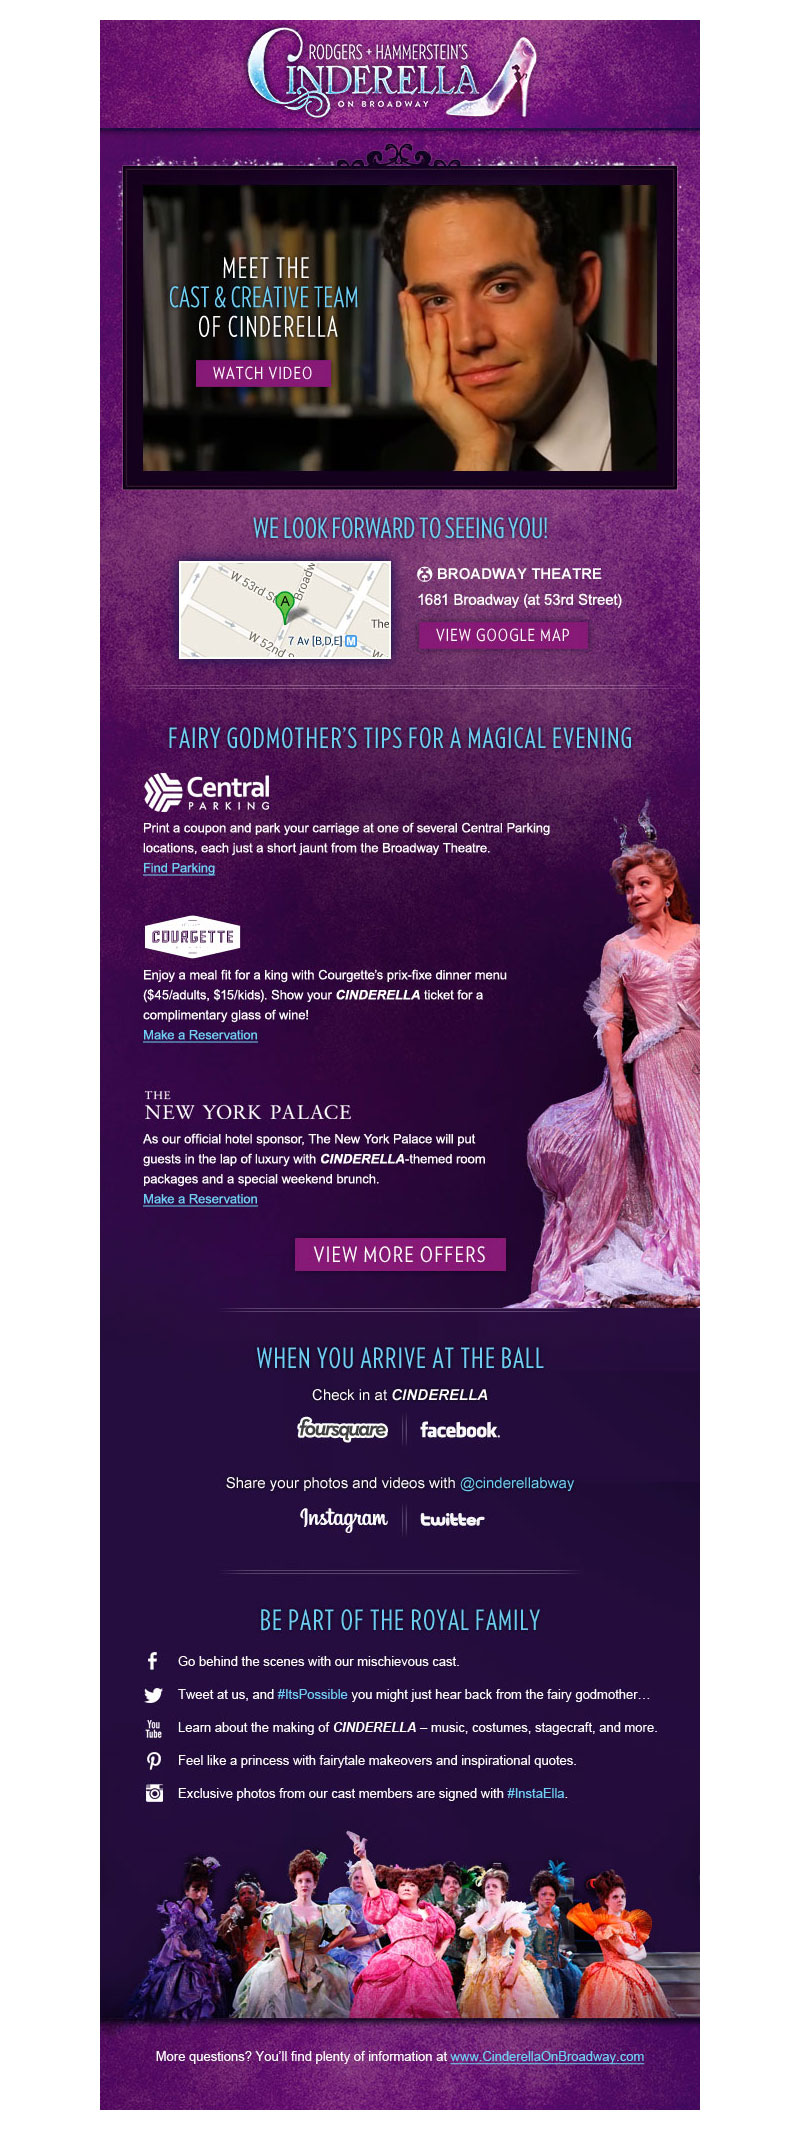 RODGERS + HAMMERSTEIN'S
CINDERELLA
ON BROADWAY
MEET THE
CAST & CREATIVE TEAM
OF CINDERELLA
WATCH VIDEO
WE LOOK FORWARD TO SEEING YOU!
W 53rd S
Broadw
A
The
7 Av [B,D,E] M
W 52nd
W
BROADWAY THEATRE
1681 Broadway (at 53rd Street)
VIEW GOOGLE MAP
FAIRY GODMOTHER'S TIPS FOR A MAGICAL EVENING
Central
PARKING
Print a coupon and park your carriage at one of several Central Parking
locations, each just a short jaunt from the Broadway Theatre.
Find Parking
COURGETTE
Enjoy a meal fit for a king with Courgette's prix-fixe dinner menu
($45/adults, $15/kids). Show your CINDERELLA ticket for a
complimentary glass of wine!
Make a Reservation
THE
NEW YORK PALACE
As our official hotel sponsor, The New York Palace will put
guests in the lap of luxury with CINDERELLA-themed room
packages and a special weekend brunch.
Make a Reservation
VIEW MORE OFFERS
WHEN YOU ARRIVE AT THE BALL
Check in at CINDERELLA
foursquare facebook.
Share your photos and videos with @cinderellabway
Instagram twitter
BE PART OF THE ROYAL FAMILY
f Go behind the scenes with our mischievous cast.
Tweet at us, and #ItsPossible you might just hear back from the fairy godmother…
You
Tube Learn about the making of CINDERELLA – music, costumes, stagecraft, and more.
Feel like a princess with fairytale makeovers and inspirational quotes.
Exclusive photos from our cast members are signed with #InstaElla.
More questions? You'll find plenty of information at www.CinderellaOnBroadway.com